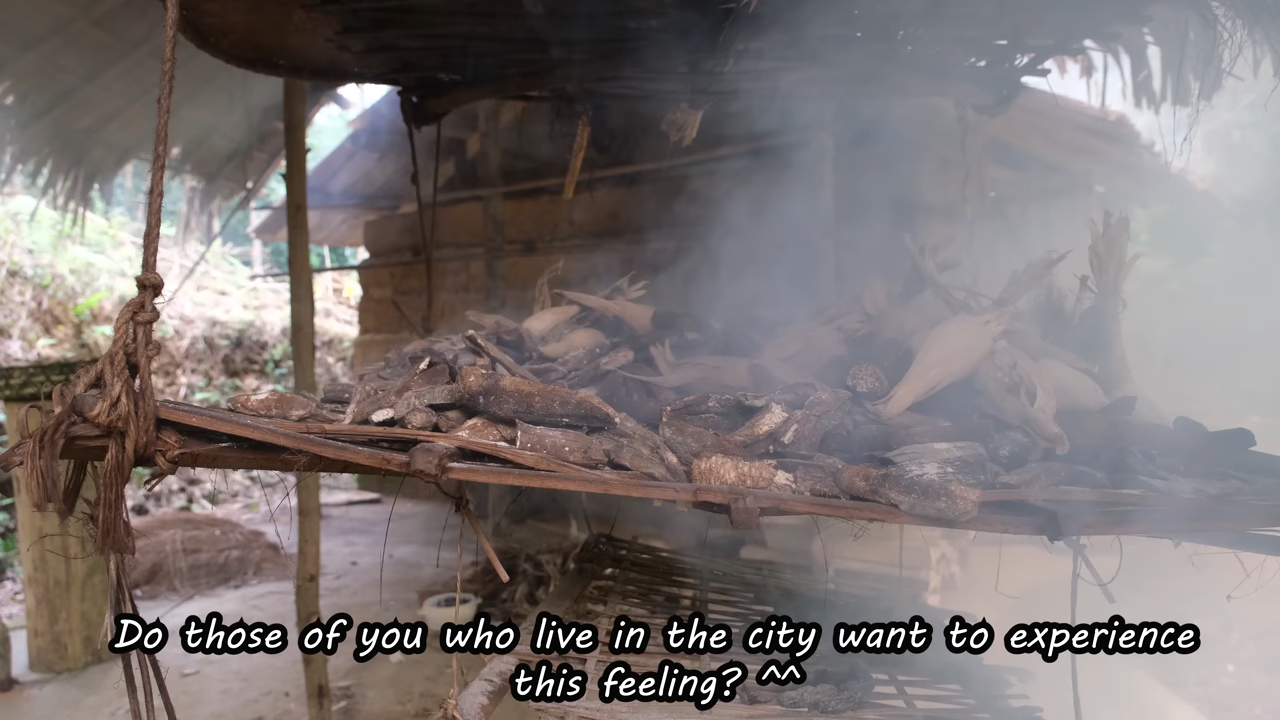 Do those of you who live in the city want to experience
this feeling? ^^